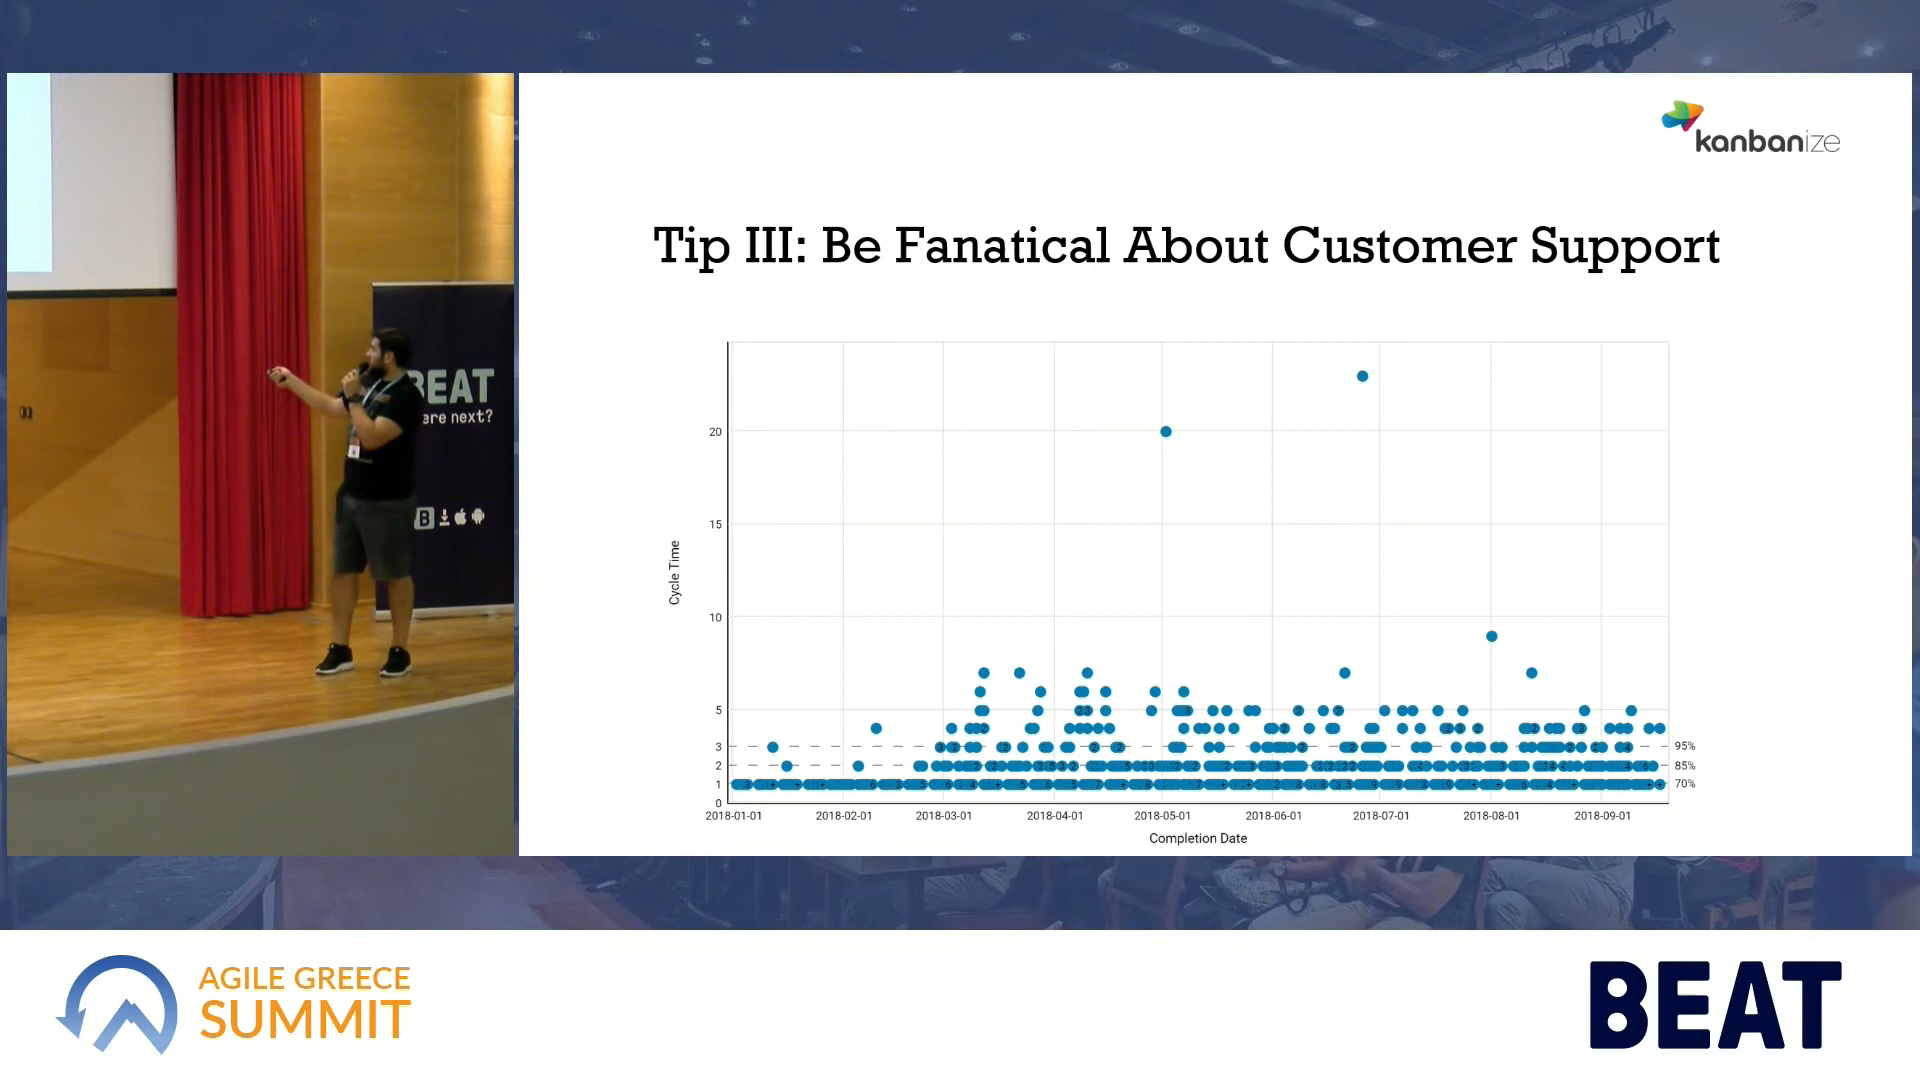 kanbanize
Tip III: Be Fanatical About Customer Support
Cycle Time
20
15
10
5
3
2
1
0
95%
85%
70%
2018-01-01 2018-02-01 2018-03-01 2018-04-01 2018-05-01 2018-06-01 2018-07-01 2018-08-01 2018-09-01
Completion Date
BEAT
ere next?
B
AGILE GREECE
SUMMIT
BEAT